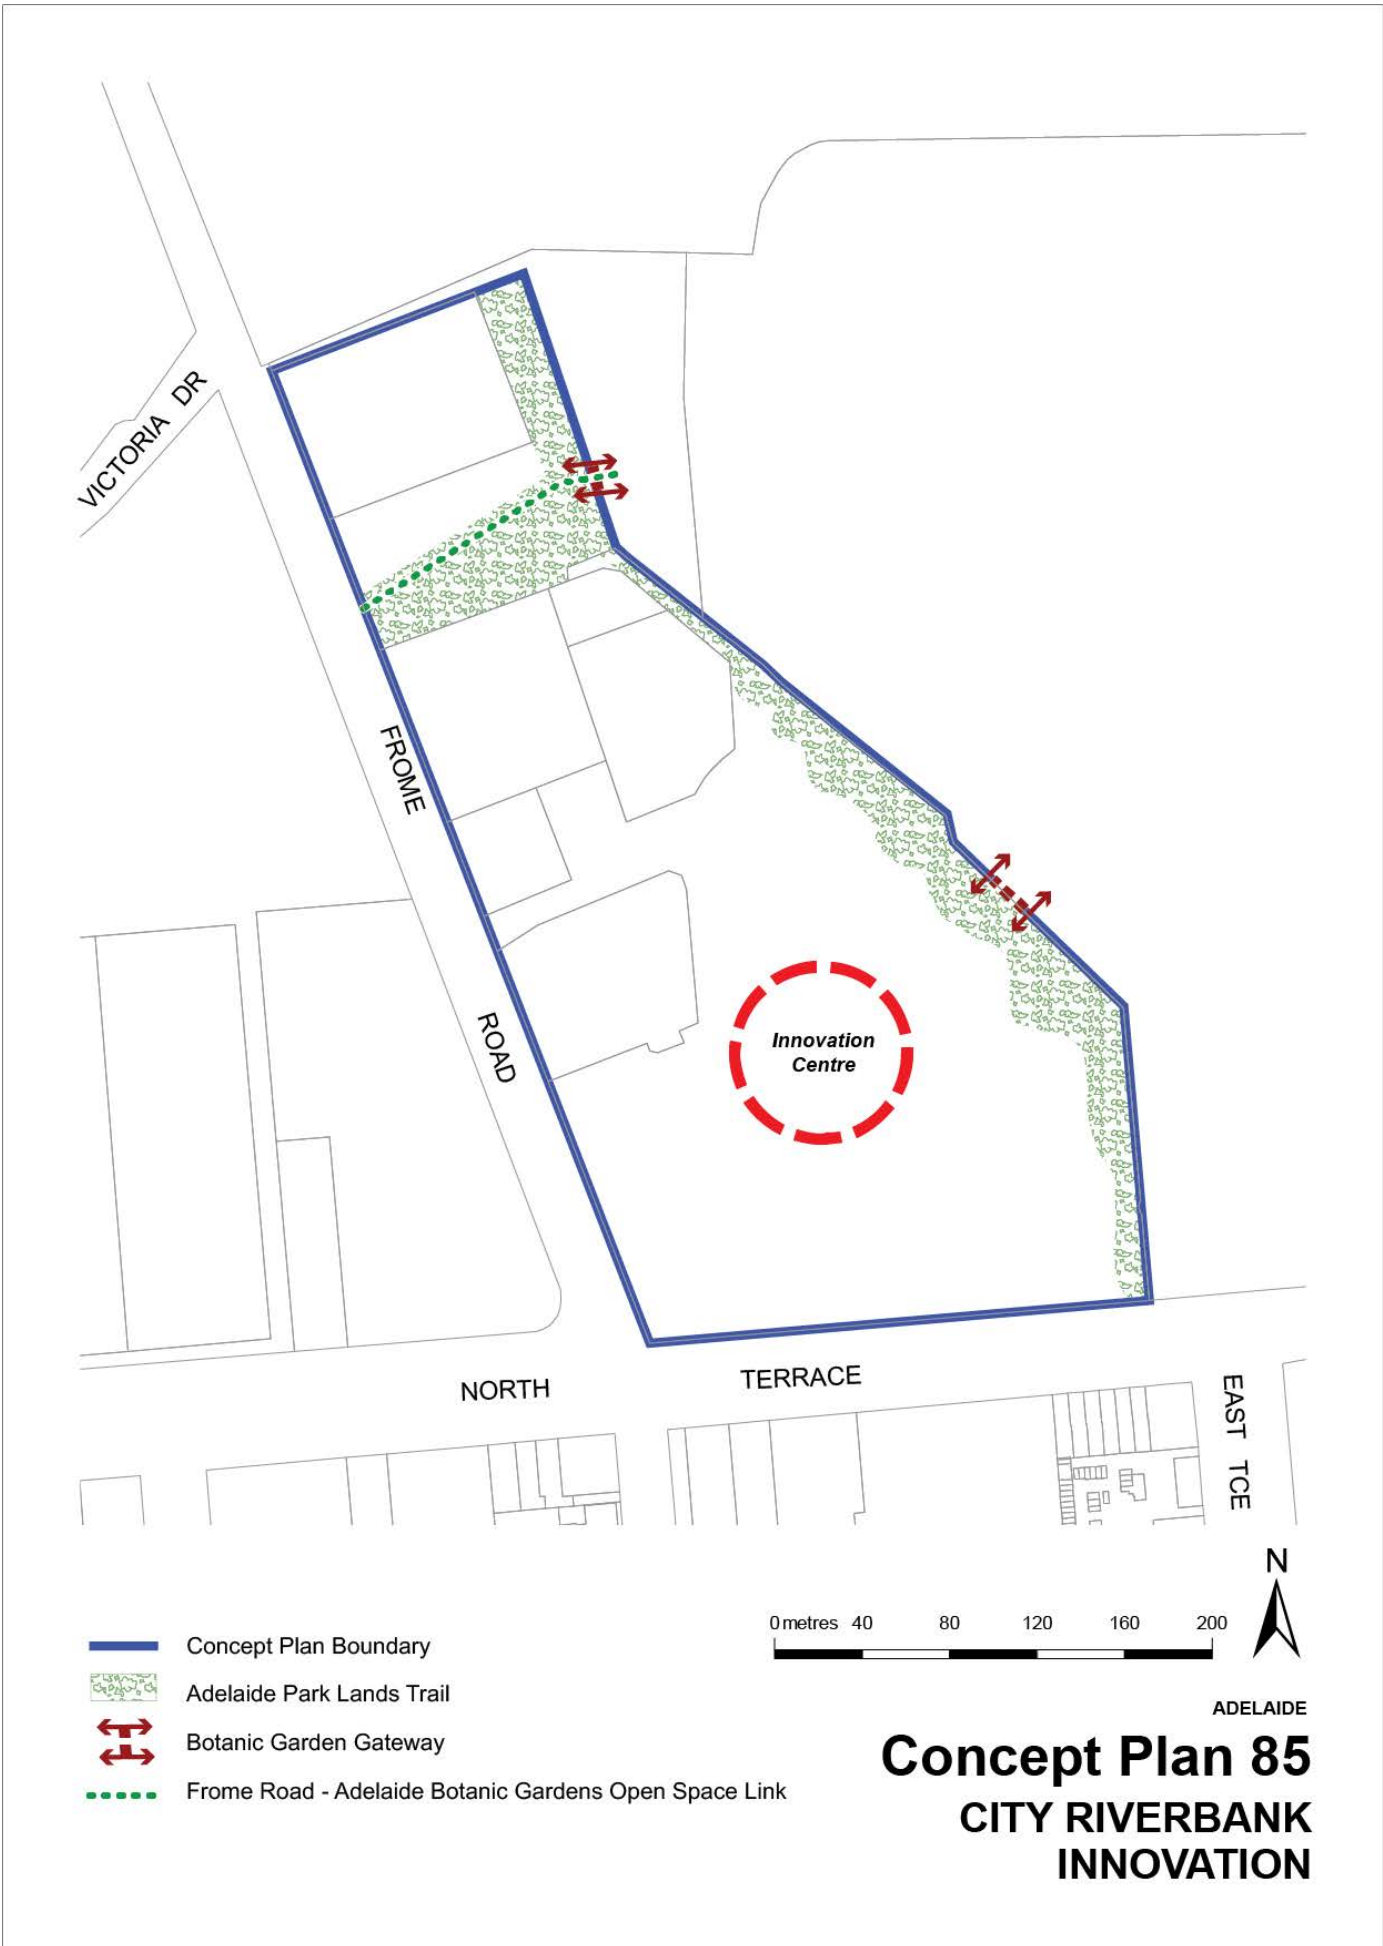 VICTORIA DR
FROME
ROAD
Innovation
Centre
NORTH
TERRACE
EAST TCE
N
0 metres 40 80 120 160 200
Concept Plan Boundary
Adelaide Park Lands Trail
Botanic Garden Gateway
Frome Road - Adelaide Botanic Gardens Open Space Link
ADELAIDE
Concept Plan 85
CITY RIVERBANK
INNOVATION